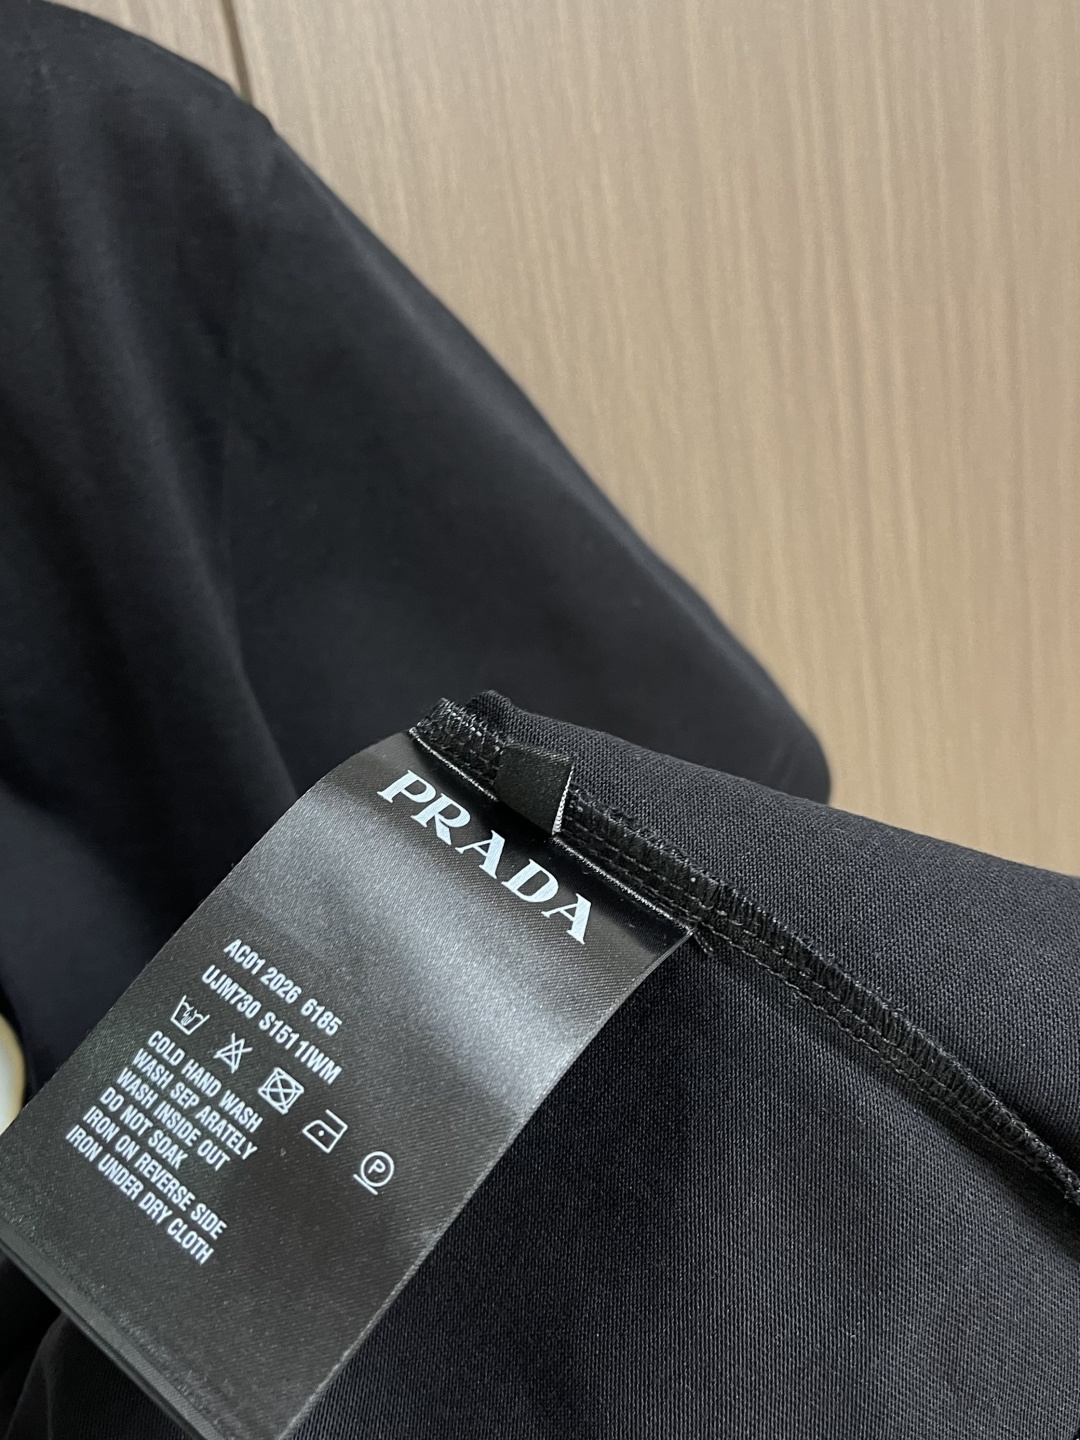 PRADA
AC01 2026 6185
UJM730 S1511IWM
P
COLD HAND WASH
WASH SEP ARATELY
WASH INSIDE OUT
DO NOT SOAK
IRON ON REVERSE SIDE
IRON UNDER DRY CLOTH